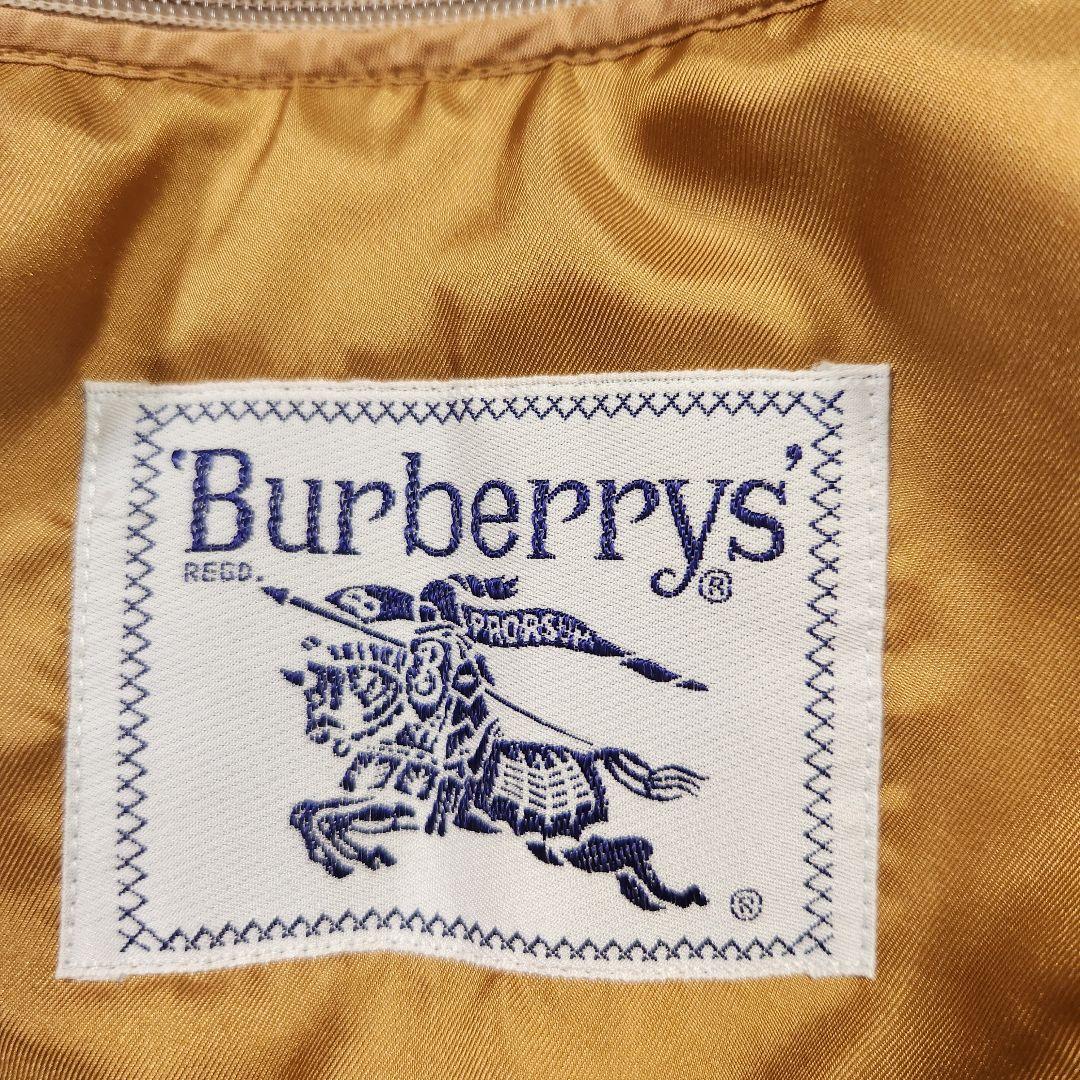 'Burberrys'
REGD. ®
B PRORSUM
B
®